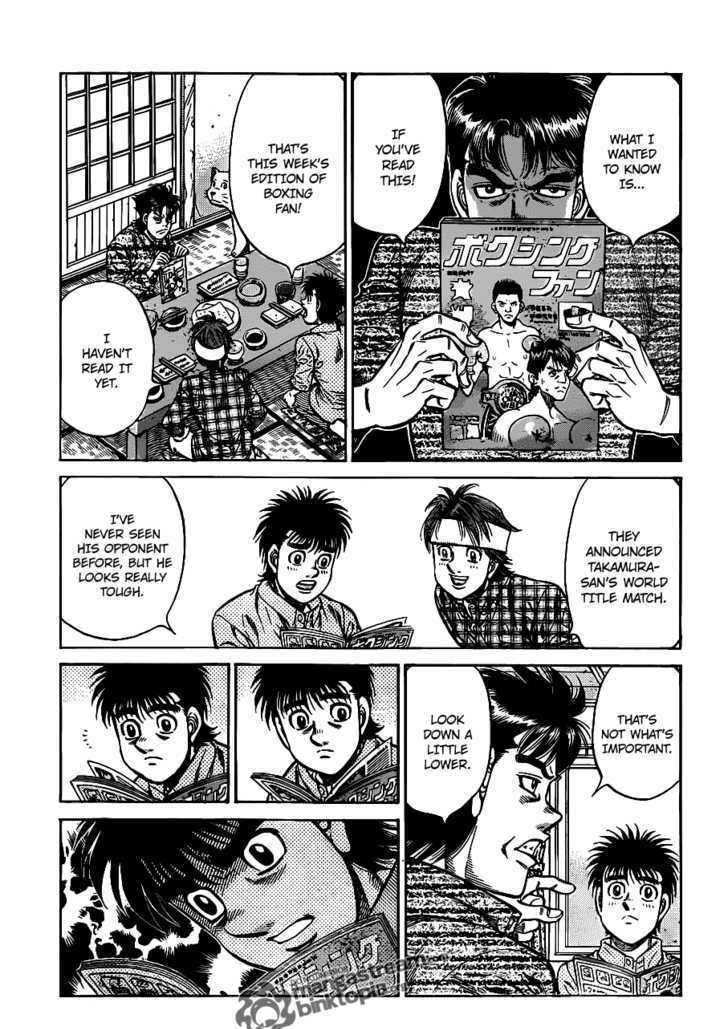 WHAT I
WANTED
TO KNOW
IS...
IF
YOU'VE
READ
THIS!
ボクシング
ファン
THAT'S
THIS WEEK'S
EDITION OF
BOXING
FAN!
I
HAVEN'T
READ IT
YET.
THEY
ANNOUNCED
TAKAMURA-
SAN'S WORLD
TITLE MATCH.
I'VE
NEVER SEEN
HIS OPPONENT
BEFORE, BUT HE
LOOKS REALLY
TOUGH.
THAT'S
NOT WHAT'S
IMPORTANT.
LOOK
DOWN A
LITTLE
LOWER.
mangastream
binktopia